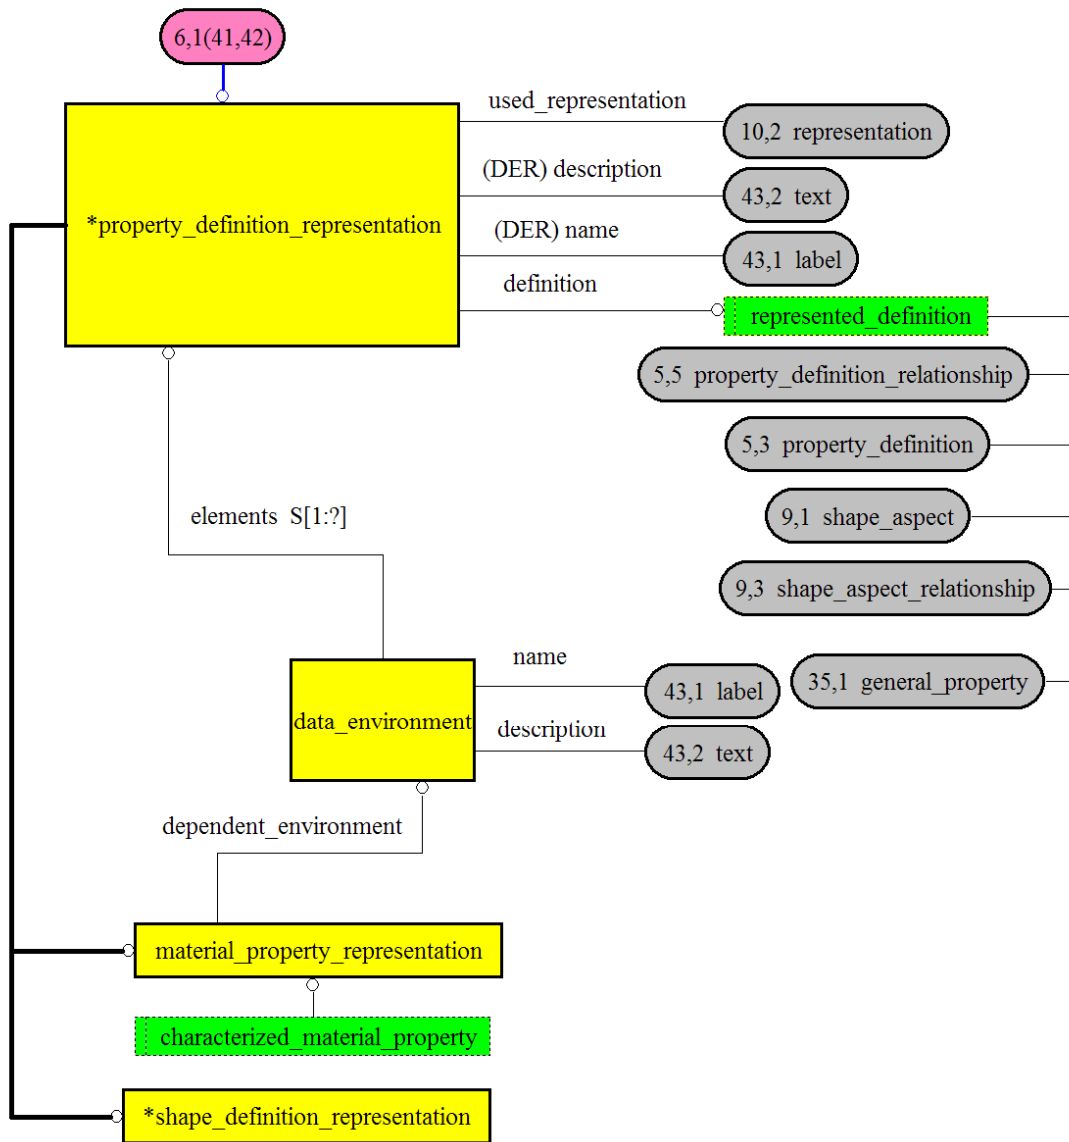 6,1(41,42)
used_representation
10,2 representation
(DER) description
43,2 text
*property_definition_representation
(DER) name
43,1 label
definition
represented_definition
5,5 property_definition_relationship
5,3 property_definition
elements S[1:?]
9,1 shape_aspect
9,3 shape_aspect_relationship
name
43,1 label
35,1 general_property
data_environment
description
43,2 text
dependent_environment
material_property_representation
characterized_material_property
*shape_definition_representation